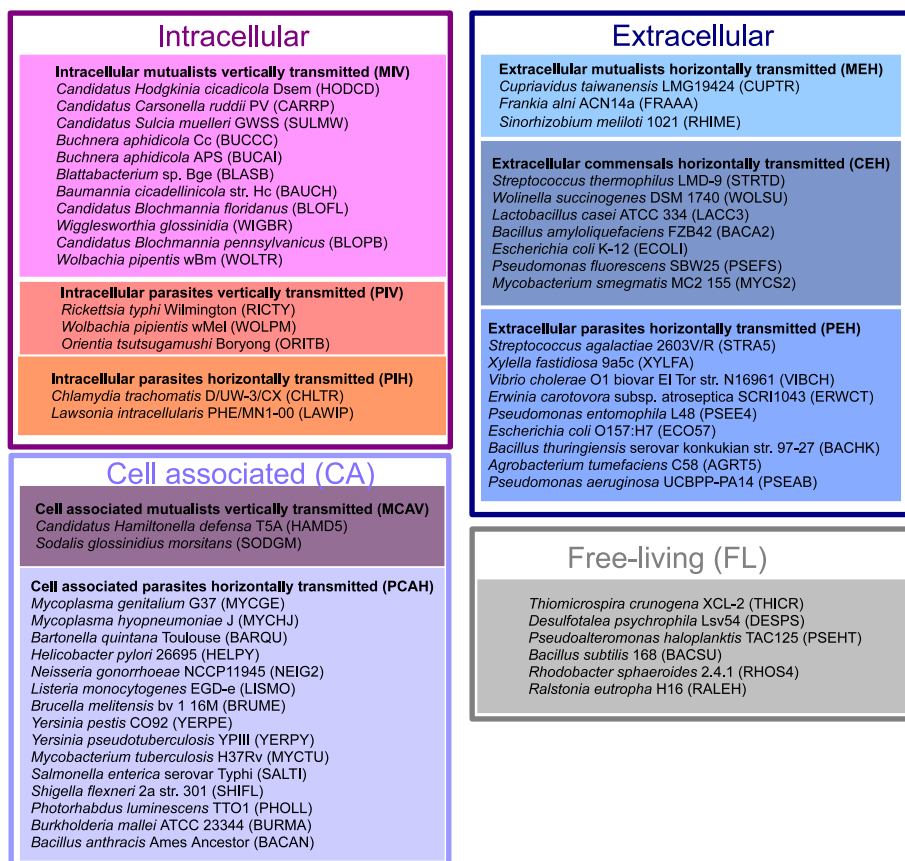 Intracellular
Intracellular mutualists vertically transmitted (MIV)
Candidatus Hodgkinia cicadicola Dsem (HODCD)
Candidatus Carsonella ruddii PV (CARRP)
Candidatus Sulcia muelleri GWSS (SULMW)
Buchnera aphidicola Cc (BUCCC)
Buchnera aphidicola APS (BUCAI)
Blattabacterium sp. Bge (BLASB)
Baumannia cicadellinicola str. Hc (BAUCH)
Candidatus Blochmannia floridanus (BLOFL)
Wigglesworthia glossinidia (WIGBR)
Candidatus Blochmannia pennsylvanicus (BLOPB)
Wolbachia pipentis wBm (WOLTR)
Intracellular parasites vertically transmitted (PIV)
Rickettsia typhi Wilmington (RICTY)
Wolbachia pipientis wMel (WOLPM)
Orientia tsutsugamushi Boryong (ORITB)
Intracellular parasites horizontally transmitted (PIH)
Chlamydia trachomatis D/UW-3/CX (CHLTR)
Lawsonia intracellularis PHE/MN1-00 (LAWIP)
Cell associated (CA)
Cell associated mutualists vertically transmitted (MCAV)
Candidatus Hamiltonella defensa T5A (HAMD5)
Sodalis glossinidius morsitans (SODGM)
Cell associated parasites horizontally transmitted (PCAH)
Mycoplasma genitalium G37 (MYCGE)
Mycoplasma hyopneumoniae J (MYCHJ)
Bartonella quintana Toulouse (BARQU)
Helicobacter pylori 26695 (HELPY)
Neisseria gonorrhoeae NCCP11945 (NEIG2)
Listeria monocytogenes EGD-e (LISMO)
Brucella melitensis bv 1 16M (BRUME)
Yersinia pestis CO92 (YERPE)
Yersinia pseudotuberculosis YPIII (YERPY)
Mycobacterium tuberculosis H37Rv (MYCTU)
Salmonella enterica serovar Typhi (SALTI)
Shigella flexneri 2a str. 301 (SHIFL)
Photorhabdus luminescens TTO1 (PHOLL)
Burkholderia mallei ATCC 23344 (BURMA)
Bacillus anthracis Ames Ancestor (BACAN)
Extracellular
Extracellular mutualists horizontally transmitted (MEH)
Cupriavidus taiwanensis LMG19424 (CUPTR)
Frankia alni ACN14a (FRAAA)
Sinorhizobium meliloti 1021 (RHIME)
Extracellular commensals horizontally transmitted (CEH)
Streptococcus thermophilus LMD-9 (STRTD)
Wolinella succinogenes DSM 1740 (WOLSU)
Lactobacillus casei ATCC 334 (LACC3)
Bacillus amyloliquefaciens FZB42 (BACA2)
Escherichia coli K-12 (ECOLI)
Pseudomonas fluorescens SBW25 (PSEFS)
Mycobacterium smegmatis MC2 155 (MYCS2)
Extracellular parasites horizontally transmitted (PEH)
Streptococcus agalactiae 2603V/R (STRA5)
Xylella fastidiosa 9a5c (XYLFA)
Vibrio cholerae O1 biovar El Tor str. N16961 (VIBCH)
Erwinia carotovora subsp. atroseptica SCRI1043 (ERWCT)
Pseudomonas entomophila L48 (PSEE4)
Escherichia coli O157:H7 (ECO57)
Bacillus thuringiensis serovar konkukian str. 97-27 (BACHK)
Agrobacterium tumefaciens C58 (AGRT5)
Pseudomonas aeruginosa UCBPP-PA14 (PSEAB)
Free-living (FL)
Thiomicrospira crunogena XCL-2 (THICR)
Desulfotalea psychrophila Lsv54 (DESPS)
Pseudoalteromonas haloplanktis TAC125 (PSEHT)
Bacillus subtilis 168 (BACSU)
Rhodobacter sphaeroides 2.4.1 (RHOS4)
Ralstonia eutropha H16 (RALEH)